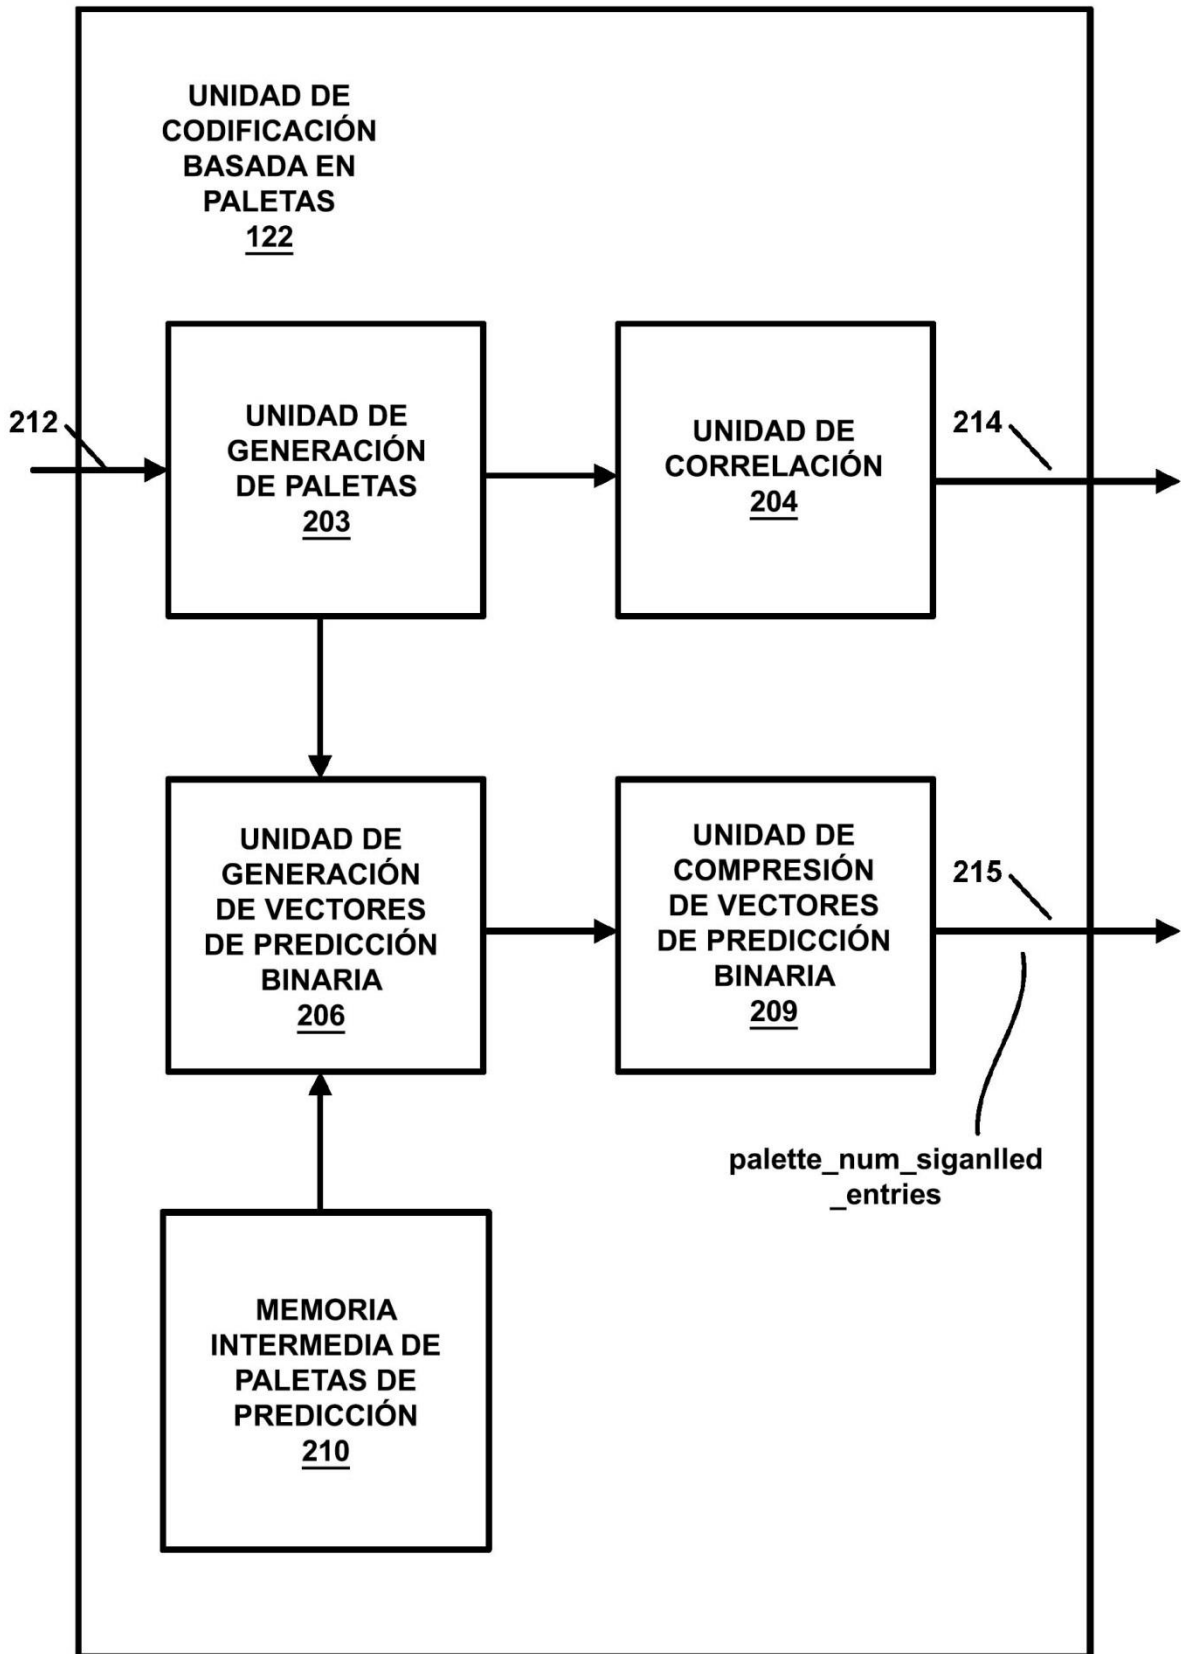 UNIDAD DE
CODIFICACIÓN
BASADA EN
PALETAS
122
212
UNIDAD DE
GENERACIÓN
DE PALETAS
203
UNIDAD DE
CORRELACIÓN
204
214
UNIDAD DE
GENERACIÓN
DE VECTORES
DE PREDICCIÓN
BINARIA
206
UNIDAD DE
COMPRESIÓN
DE VECTORES
DE PREDICCIÓN
BINARIA
209
215
palette_num_siganlled
_entries
MEMORIA
INTERMEDIA DE
PALETAS DE
PREDICCIÓN
210